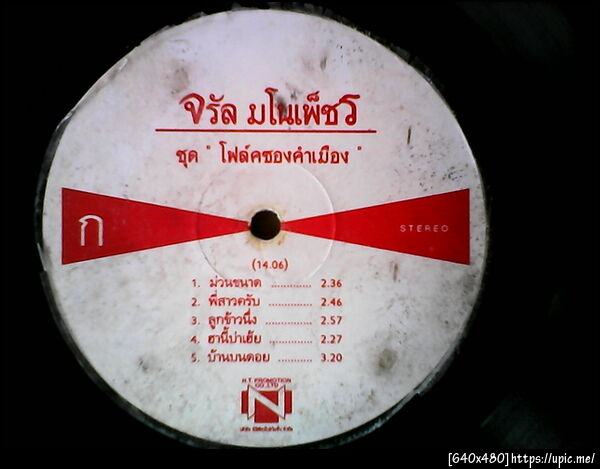 จรัล มโนเพ็ชร
ชุด " โฟล์คซองคำเมือง "
ก
STEREO
(14.06)
1. ม่วนขนาด ............ 2.36
2. พี่สาวครับ ............ 2.46
3. ลูกข้าวนึ่ง ............ 2.57
4. ฮานี้บ่าเฮ้ย ............ 2.27
5. บ้านบนดอย ............ 3.20
N.T. PROMOTION
CO.,LTD
N
[640x480]https://upic.me/